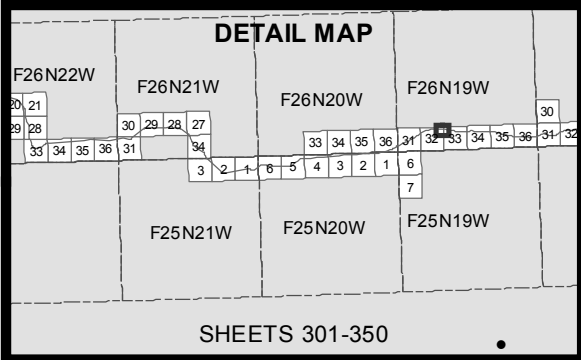 DETAIL MAP
F26N22W
F26N21W
F26N20W
F26N19W
20 21
29 28
33 34 35 36 31
30 29 28 27
34
3 2 1 6 5 4 3 2 1 6
33 34 35 36 31 32 33 34 35 36 31 32
30
7
F25N21W
F25N20W
F25N19W
SHEETS 301-350